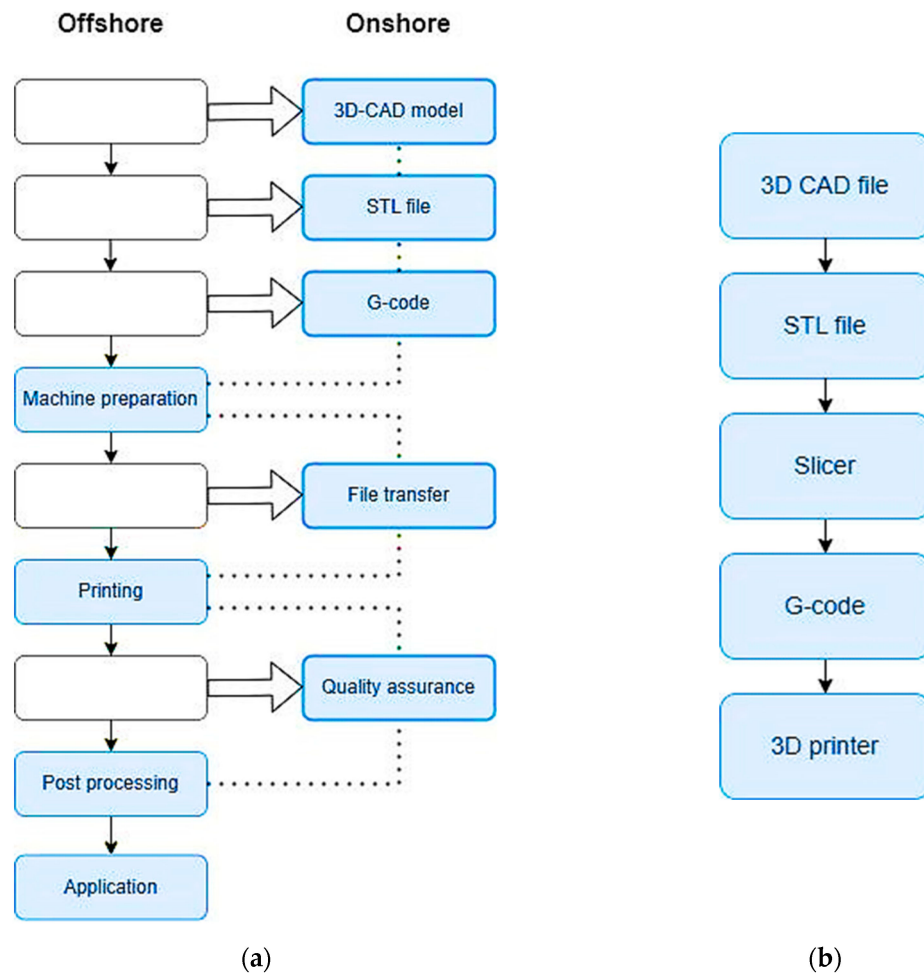 Offshore
Onshore
3D-CAD model
STL file
G-code
Machine preparation
File transfer
Printing
Quality assurance
Post processing
Application
(a)
3D CAD file
STL file
Slicer
G-code
3D printer
(b)